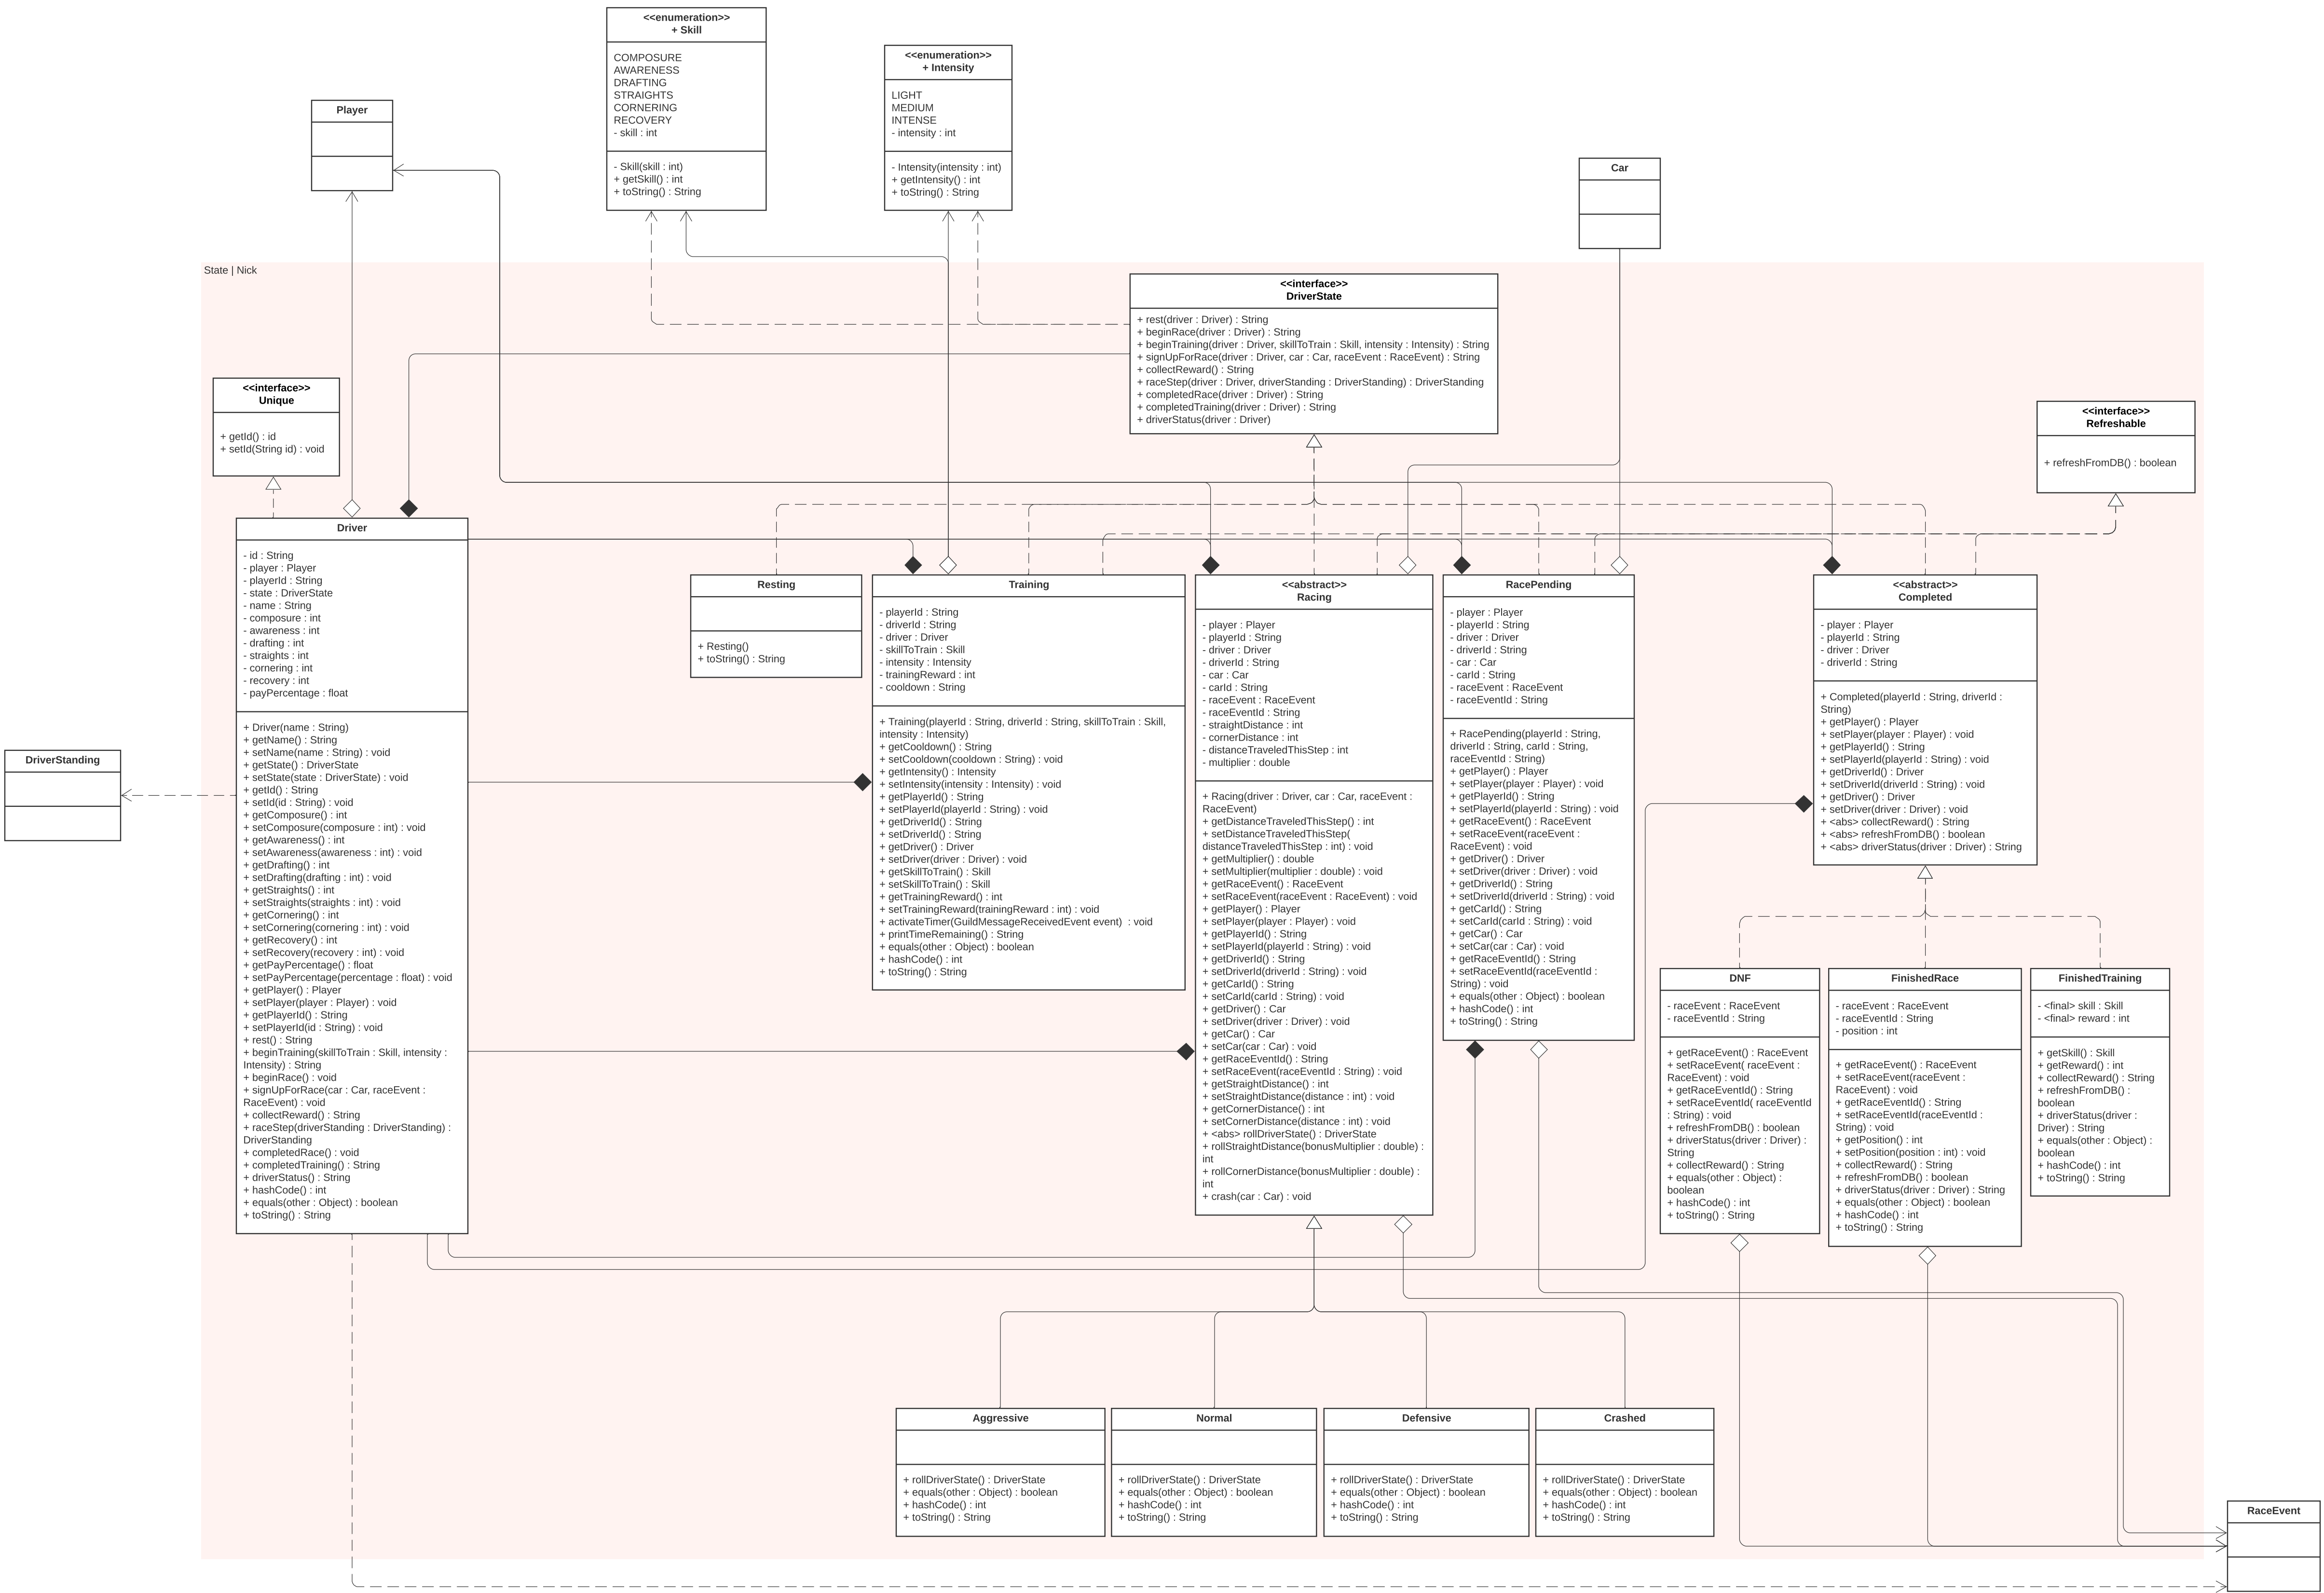 <<enumeration>>
+ Skill
COMPOSURE
AWARENESS
DRAFTING
STRAIGHTS
CORNERING
RECOVERY
- skill : int
- Skill(skill : int)
+ getSkill() : int
+ toString() : String
<<enumeration>>
+ Intensity
LIGHT
MEDIUM
INTENSE
- intensity : int
- Intensity(intensity : int)
+ getIntensity() : int
+ toString() : String
Player
Car
State | Nick
<<interface>>
DriverState
+ rest(driver : Driver) : String
+ beginRace(driver : Driver) : String
+ beginTraining(driver : Driver, skillToTrain : Skill, intensity : Intensity) : String
+ signUpForRace(driver : Driver, car : Car, raceEvent : RaceEvent) : String
+ collectReward() : String
+ raceStep(driver : Driver, driverStanding : DriverStanding) : DriverStanding
+ completedRace(driver : Driver) : String
+ completedTraining(driver : Driver) : String
+ driverStatus(driver : Driver)
<<interface>>
Unique
+ getId() : id
+ setId(String id) : void
<<interface>>
Refreshable
+ refreshFromDB() : boolean
Driver
- id : String
- player : Player
- playerId : String
- state : DriverState
- name : String
- composure : int
- awareness : int
- drafting : int
- straights : int
- cornering : int
- recovery : int
- payPercentage : float
+ Driver(name : String)
+ getName() : String
+ setName(name : String) : void
+ getState() : DriverState
+ setState(state : DriverState) : void
+ getId() : String
+ setId(id : String) : void
+ getComposure() : int
+ setComposure(composure : int) : void
+ getAwareness() : int
+ setAwareness(awareness : int) : void
+ getDrafting() : int
+ setDrafting(drafting : int) : void
+ getStraights() : int
+ setStraights(straights : int) : void
+ getCornering() : int
+ setCornering(cornering : int) : void
+ getRecovery() : int
+ setRecovery(recovery : int) : void
+ getPayPercentage() : float
+ setPayPercentage(percentage : float) : void
+ getPlayer() : Player
+ setPlayer(player : Player) : void
+ getPlayerId() : String
+ setPlayerId(id : String) : void
+ rest() : String
+ beginTraining(skillToTrain : Skill, intensity :
Intensity) : String
+ beginRace() : void
+ signUpForRace(car : Car, raceEvent :
RaceEvent) : void
+ collectReward() : String
+ raceStep(driverStanding : DriverStanding) :
DriverStanding
+ completedRace() : void
+ completedTraining() : String
+ driverStatus() : String
+ hashCode() : int
+ equals(other : Object) : boolean
+ toString() : String
DriverStanding
Resting
+ Resting()
+ toString() : String
Training
- playerId : String
- driverId : String
- driver : Driver
- skillToTrain : Skill
- intensity : Intensity
- trainingReward : int
- cooldown : String
+ Training(playerId : String, driverId : String, skillToTrain : Skill,
intensity : Intensity)
+ getCooldown() : String
+ setCooldown(cooldown : String) : void
+ getIntensity() : Intensity
+ setIntensity(intensity : Intensity) : void
+ getPlayerId() : String
+ setPlayerId(playerId : String) : void
+ getDriverId() : String
+ setDriverId() : String
+ getDriver() : Driver
+ setDriver(driver : Driver) : void
+ getSkillToTrain() : Skill
+ setSkillToTrain() : Skill
+ getTrainingReward() : int
+ setTrainingReward(trainingReward : int) : void
+ activateTimer(GuildMessageReceivedEvent event)  : void
+ printTimeRemaining() : String
+ equals(other : Object) : boolean
+ hashCode() : int
+ toString() : String
<<abstract>>
Racing
- player : Player
- playerId : String
- driver : Driver
- driverId : String
- car : Car
- carId : String
- raceEvent : RaceEvent
- raceEventId : String
- straightDistance : int
- cornerDistance : int
- distanceTraveledThisStep : int
- multiplier : double
+ Racing(driver : Driver, car : Car, raceEvent :
RaceEvent)
+ getDistanceTraveledThisStep() : int
+ setDistanceTraveledThisStep(
distanceTraveledThisStep : int) : void
+ getMultiplier() : double
+ setMultiplier(multiplier : double) : void
+ getRaceEvent() : RaceEvent
+ setRaceEvent(raceEvent : RaceEvent) : void
+ getPlayer() : Player
+ setPlayer(player : Player) : void
+ getPlayerId() : String
+ setPlayerId(playerId : String) : void
+ getDriverId() : String
+ setDriverId(driverId : String) : void
+ getCarId() : String
+ setCarId(carId : String) : void
+ getDriver() : Car
+ setDriver(driver : Driver) : void
+ getCar() : Car
+ setCar(car : Car) : void
+ getRaceEventId() : String
+ setRaceEvent(raceEventId : String) : void
+ getStraightDistance() : int
+ setStraightDistance(distance : int) : void
+ getCornerDistance() : int
+ setCornerDistance(distance : int) : void
+ <abs> rollDriverState() : DriverState
+ rollStraightDistance(bonusMultiplier : double) :
int
+ rollCornerDistance(bonusMultiplier : double) :
int
+ crash(car : Car) : void
RacePending
- player : Player
- playerId : String
- driver : Driver
- driverId : String
- car : Car
- carId : String
- raceEvent : RaceEvent
- raceEventId : String
+ RacePending(playerId : String,
driverId : String, carId : String,
raceEventId : String)
+ getPlayer() : Player
+ setPlayer(player : Player) : void
+ getPlayerId() : String
+ setPlayerId(playerId : String) : void
+ getRaceEvent() : RaceEvent
+ setRaceEvent(raceEvent :
RaceEvent) : void
+ getDriver() : Driver
+ setDriver(driver : Driver) : void
+ getDriverId() : String
+ setDriverId(driverId : String) : void
+ getCarId() : String
+ setCarId(carId : String) : void
+ getCar() : Car
+ setCar(car : Car) : void
+ getRaceEventId() : String
+ setRaceEventId(raceEventId :
String) : void
+ equals(other : Object) : boolean
+ hashCode() : int
+ toString() : String
<<abstract>>
Completed
- player : Player
- playerId : String
- driver : Driver
- driverId : String
+ Completed(playerId : String, driverId :
String)
+ getPlayer() : Player
+ setPlayer(player : Player) : void
+ getPlayerId() : String
+ setPlayerId(playerId : String) : void
+ getDriverId() : Driver
+ setDriverId(driverId : String) : void
+ getDriver() : Driver
+ setDriver(driver : Driver) : void
+ <abs> collectReward() : String
+ <abs> refreshFromDB() : boolean
+ <abs> driverStatus(driver : Driver) : String
DNF
- raceEvent : RaceEvent
- raceEventId : String
+ getRaceEvent() : RaceEvent
+ setRaceEvent( raceEvent :
RaceEvent) : void
+ getRaceEventId() : String
+ setRaceEventId( raceEventId
: String) : void
+ refreshFromDB() : boolean
+ driverStatus(driver : Driver) :
String
+ collectReward() : String
+ equals(other : Object) :
boolean
+ hashCode() : int
+ toString() : String
FinishedRace
- raceEvent : RaceEvent
- raceEventId : String
- position : int
+ getRaceEvent() : RaceEvent
+ setRaceEvent(raceEvent :
RaceEvent) : void
+ getRaceEventId() : String
+ setRaceEventId(raceEventId :
String) : void
+ getPosition() : int
+ setPosition(position : int) : void
+ collectReward() : String
+ refreshFromDB() : boolean
+ driverStatus(driver : Driver) : String
+ equals(other : Object) : boolean
+ hashCode() : int
+ toString() : String
FinishedTraining
- <final> skill : Skill
- <final> reward : int
+ getSkill() : Skill
+ getReward() : int
+ collectReward() : String
+ refreshFromDB() :
boolean
+ driverStatus(driver :
Driver) : String
+ equals(other : Object) :
boolean
+ hashCode() : int
+ toString() : String
Aggressive
+ rollDriverState() : DriverState
+ equals(other : Object) : boolean
+ hashCode() : int
+ toString() : String
Normal
+ rollDriverState() : DriverState
+ equals(other : Object) : boolean
+ hashCode() : int
+ toString() : String
Defensive
+ rollDriverState() : DriverState
+ equals(other : Object) : boolean
+ hashCode() : int
+ toString() : String
Crashed
+ rollDriverState() : DriverState
+ equals(other : Object) : boolean
+ hashCode() : int
+ toString() : String
RaceEvent